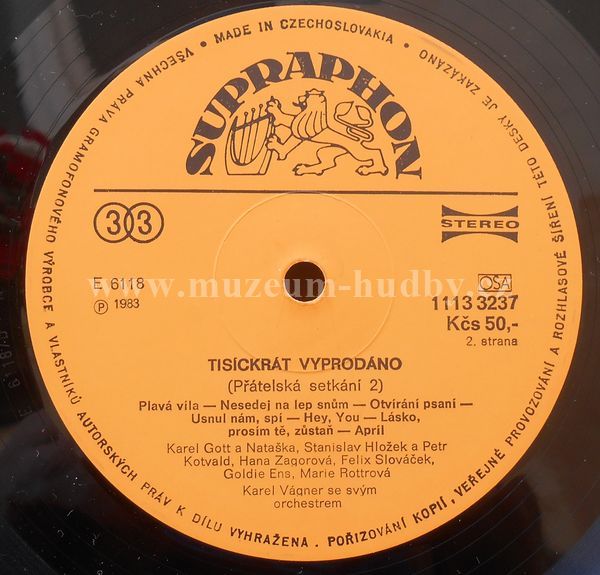 VŠECHNA PRÁVA GRAMOFONOVÉHO VÝROBCE A VLASTNÍKŮ AUTORSKÝCH PRÁV K DÍLU VYHRAŽENA . POŘIZOVÁNÍ KOPIÍ, VEŘEJNÉ PROVOZOVÁNÍ A ROZHLASOVÉ ŠÍŘENÍ TÉTO DESKY JE ZAKÁZÁNO
• MADE IN CZECHOSLOVAKIA •
SUPRAPHON
33 STEREO
E 6118 OSA
Ⓟ 1983 1113 3237
www.muzeum-hudby.
Kčs 50,-
2. strana
TISÍCKRÁT VYPRODÁNO
(Přátelská setkání 2)
Plavá víla — Nesedej na lep snům — Otvírání psaní —
Usnul nám, spí — Hey, You — Lásko,
prosím tě, zůstaň — April
Karel Gott a Nataška, Stanislav Hložek a Petr
Kotvald, Hana Zagorová, Felix Slováček,
Goldie Ens, Marie Rottrová
Karel Vágner se svým
orchestrem